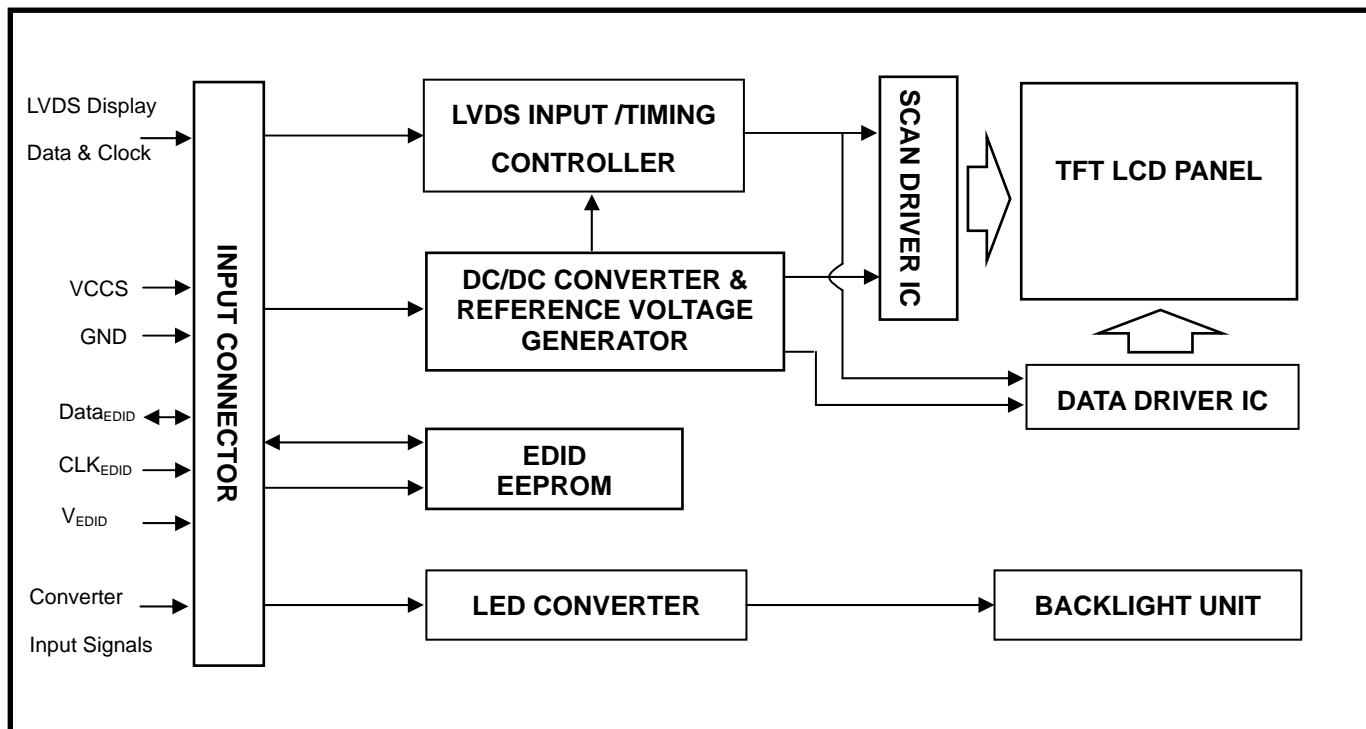 LVDS Display
Data & Clock
VCCS
GND
DataEDID
CLKEDID
VEDID
Converter
Input Signals
INPUT CONNECTOR
LVDS INPUT /TIMING
CONTROLLER
DC/DC CONVERTER &
REFERENCE VOLTAGE
GENERATOR
EDID
EEPROM
LED CONVERTER
SCAN DRIVER IC
TFT LCD PANEL
DATA DRIVER IC
BACKLIGHT UNIT